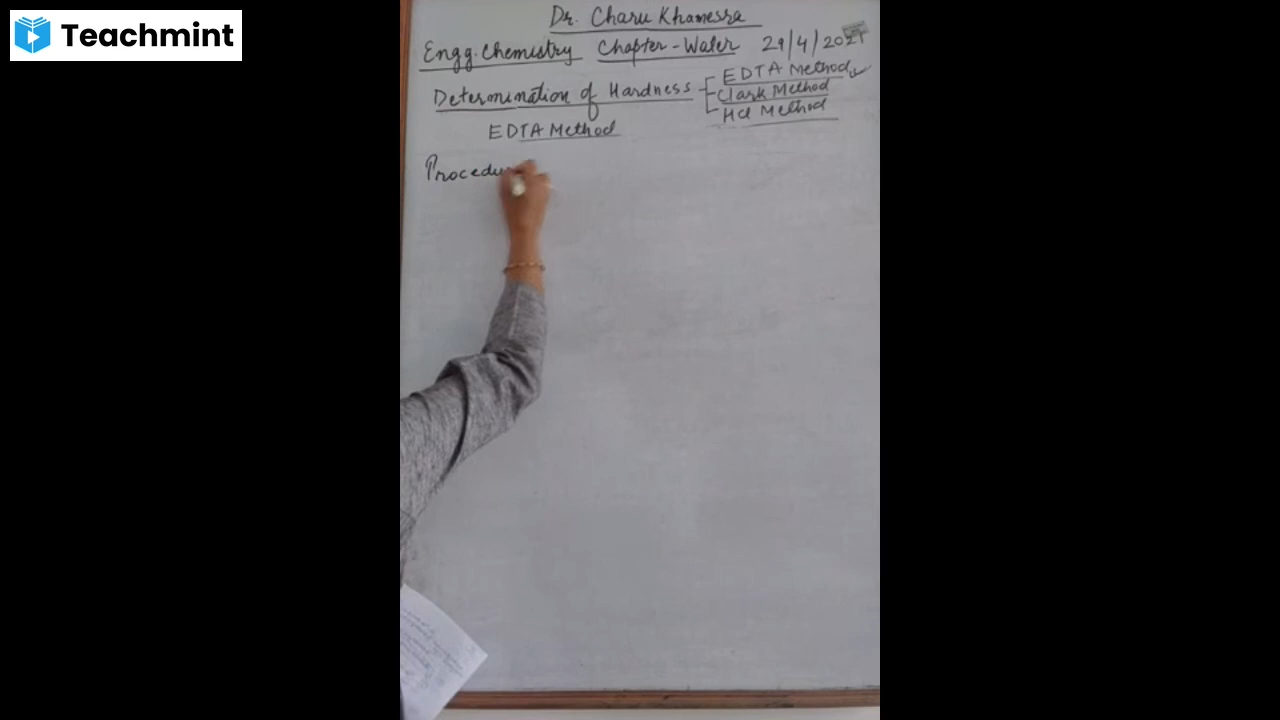 Teachmint
Dr. Charu Khamesra
Engg. Chemistry Chapter - Water 29/4/2021
Determination of Hardness EDTA Method
Clark Method
Hcl Method
EDTA Method
Procedu